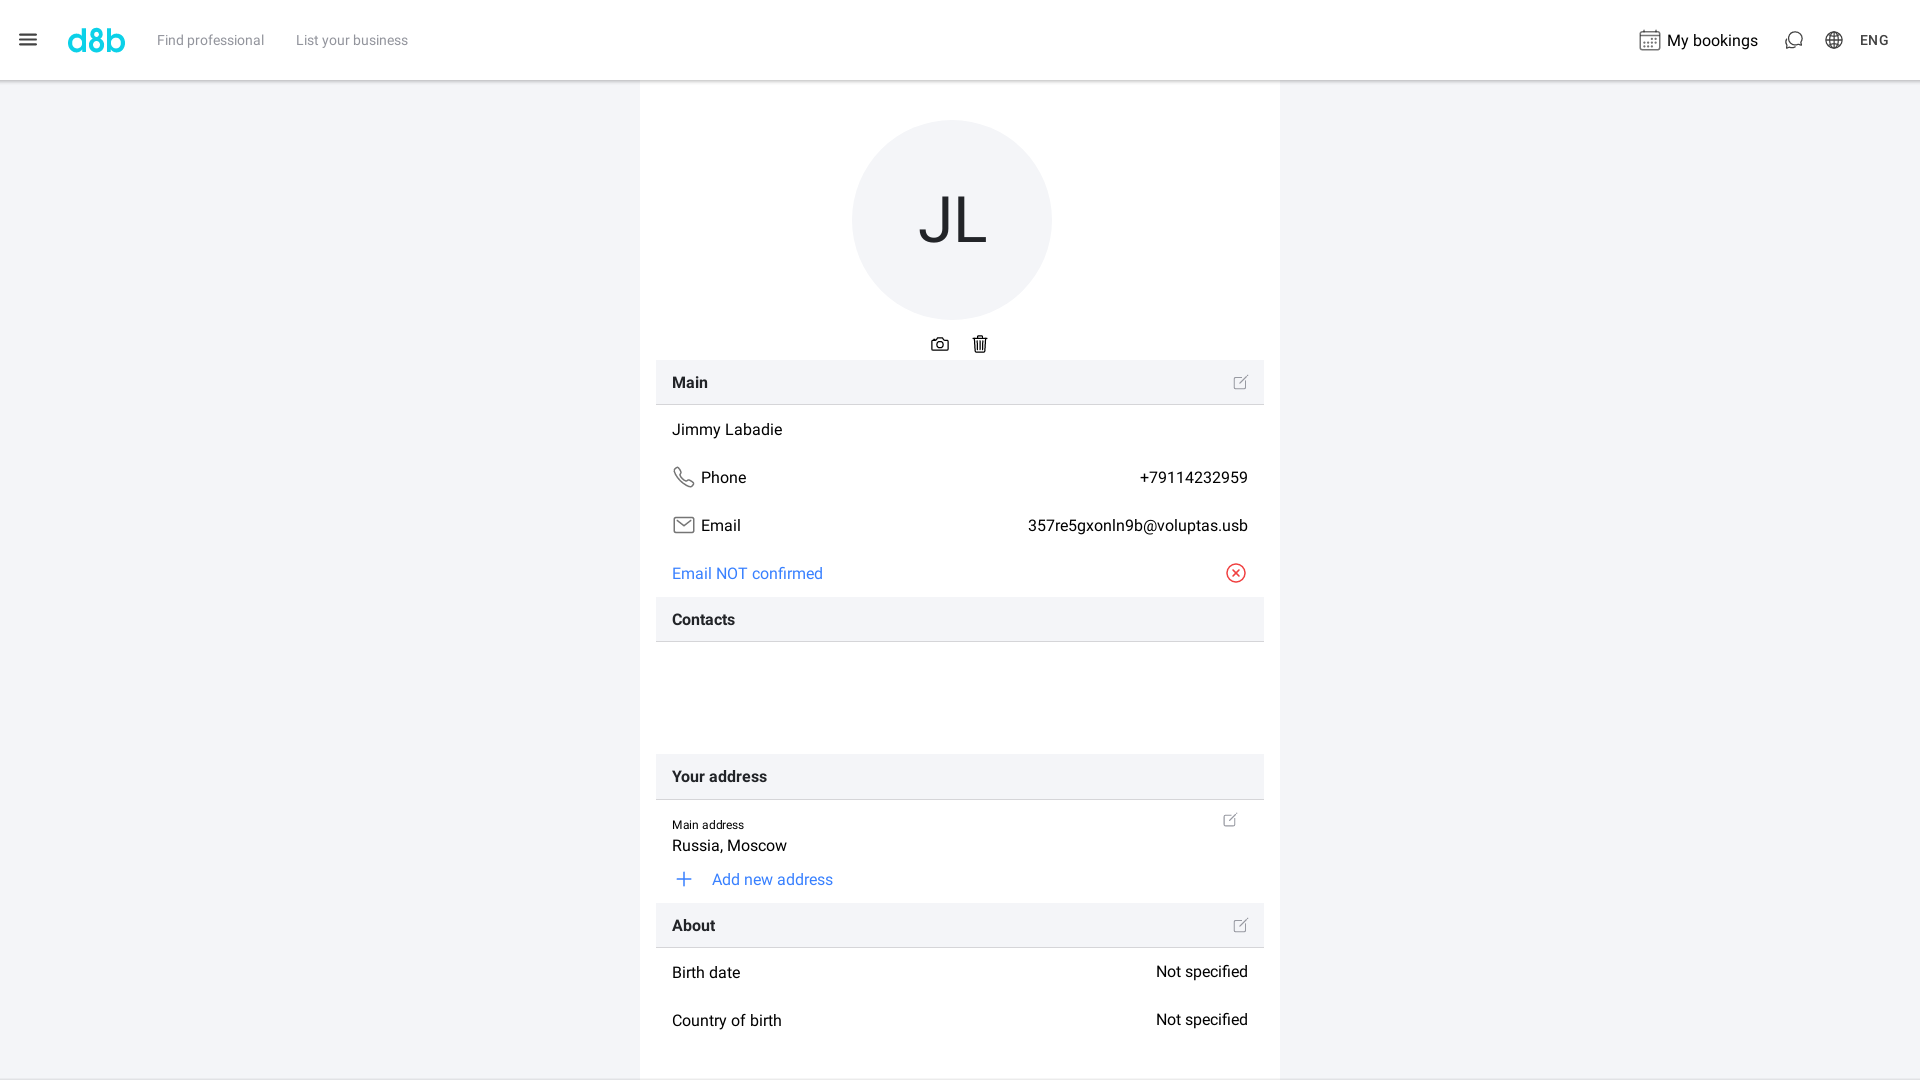 d8b
Find professional
List your business
My bookings
ENG
JL
Main
Jimmy Labadie
Phone
+79114232959
Email
357re5gxonln9b@voluptas.usb
Email NOT confirmed
Contacts
Your address
Main address
Russia, Moscow
Add new address
About
Birth date
Not specified
Country of birth
Not specified